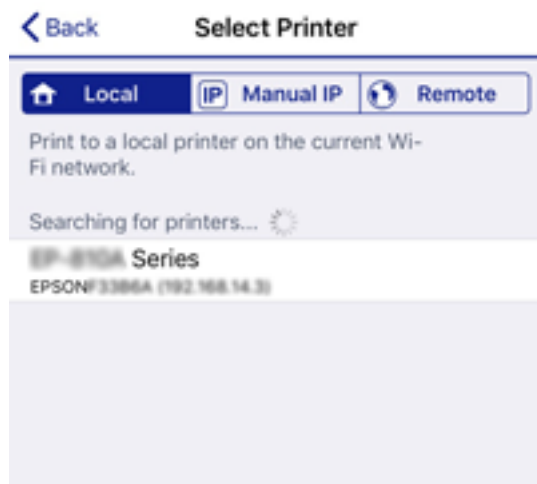 Back
Select Printer
Local
IP Manual IP
Remote
Print to a local printer on the current Wi-
Fi network.
Searching for printers...
Series
EPSON